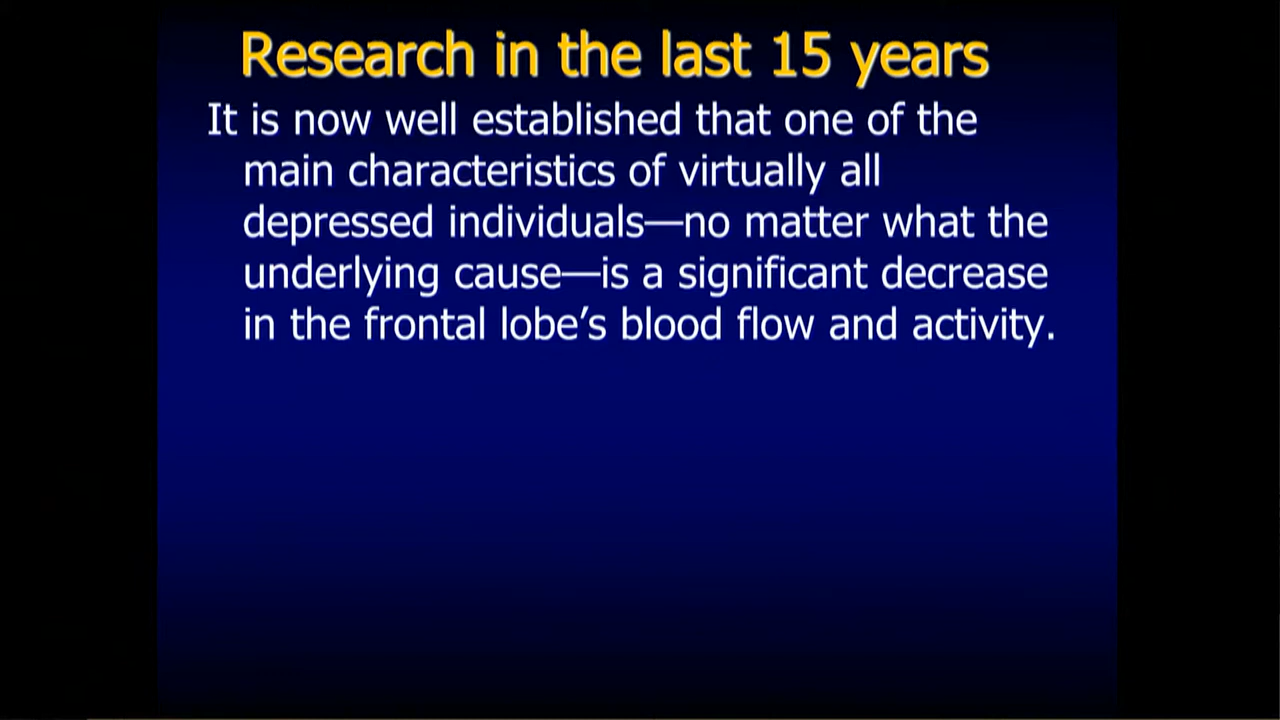 Research in the last 15 years
It is now well established that one of the
main characteristics of virtually all
depressed individuals—no matter what the
underlying cause—is a significant decrease
in the frontal lobe’s blood flow and activity.